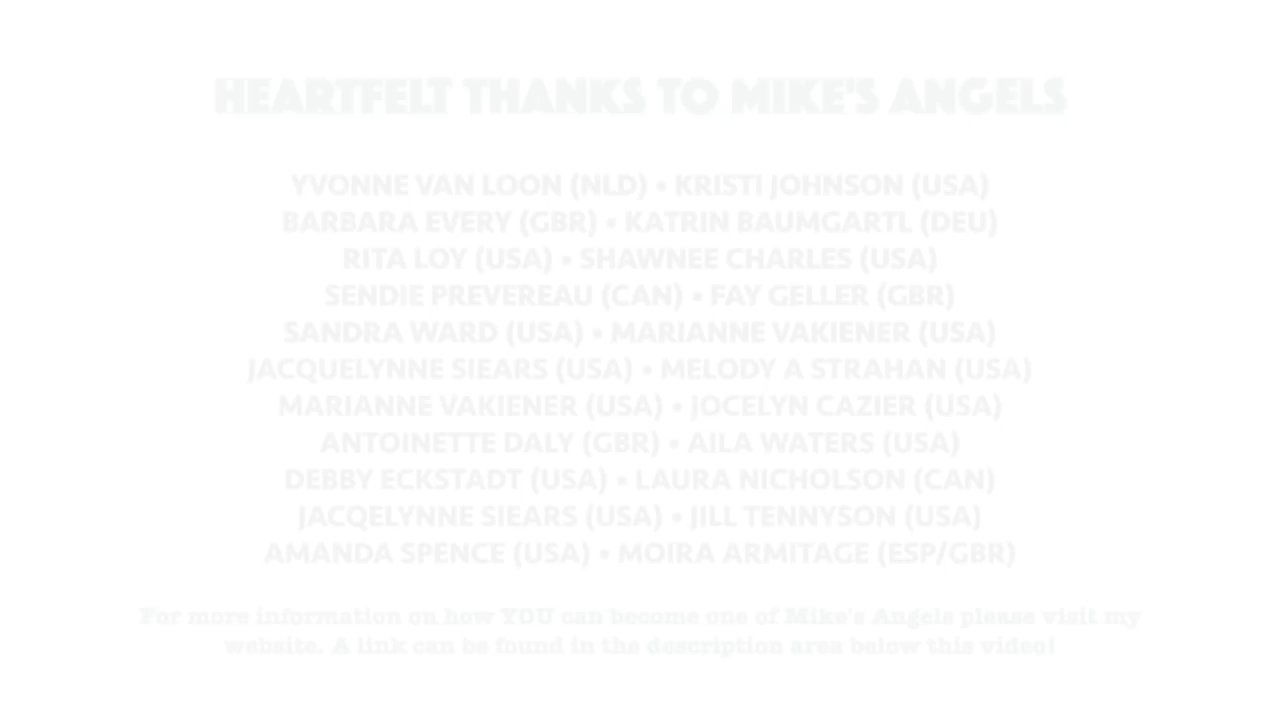 HEARTFELT THANKS TO MIKE'S ANGELS
YVONNE VAN LOON (NLD) • KRISTI JOHNSON (USA)
BARBARA EVERY (GBR) • KATRIN BAUMGARTL (DEU)
RITA LOY (USA) • SHAWNEE CHARLES (USA)
SENDIE PREVEREAU (CAN) • FAY GELLER (GBR)
SANDRA WARD (USA) • MARIANNE VAKIENER (USA)
JACQUELYNNE SIEARS (USA) • MELODY A STRAHAN (USA)
MARIANNE VAKIENER (USA) • JOCELYN CAZIER (USA)
ANTOINETTE DALY (GBR) • AILA WATERS (USA)
DEBBY ECKSTADT (USA) • LAURA NICHOLSON (CAN)
JACQELYNNE SIEARS (USA) • JILL TENNYSON (USA)
AMANDA SPENCE (USA) • MOIRA ARMITAGE (ESP/GBR)
For more information on how YOU can become one of Mike's Angels please visit my
website. A link can be found in the description area below this video!